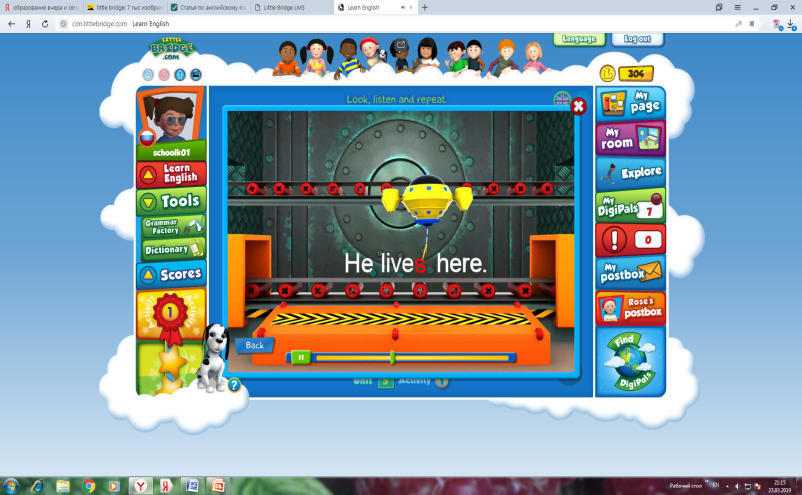 образование вчера и сего
little bridge: 7 тыс изображ
Статья по английскому яз
Little Bridge LMS
Learn English
Я
cdn.littlebridge.com Learn English
LITTLE
BRIDGE
.COM
Language
Log out
304
Look, listen and repeat.
schoolk01
Learn
English
Tools
Grammar
Factory
Dictionary
Scores
1
He lives here.
Back
Unit 5 Activity 1
?
My
page
My
room
Explore
My
DigiPals
7
!
0
My
postbox
Rose's
postbox
Find
DigiPals
Рабочий стол
EN
21:15
23.03.2019